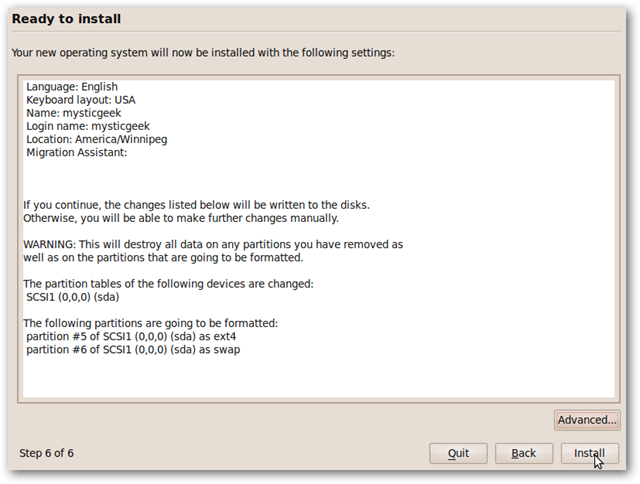 Ready to install
Your new operating system will now be installed with the following settings:
Language: English
Keyboard layout: USA
Name: mysticgeek
Login name: mysticgeek
Location: America/Winnipeg
Migration Assistant:
If you continue, the changes listed below will be written to the disks.
Otherwise, you will be able to make further changes manually.
WARNING: This will destroy all data on any partitions you have removed as
well as on the partitions that are going to be formatted.
The partition tables of the following devices are changed:
SCSI1 (0,0,0) (sda)
The following partitions are going to be formatted:
partition #5 of SCSI1 (0,0,0) (sda) as ext4
partition #6 of SCSI1 (0,0,0) (sda) as swap
Advanced...
Step 6 of 6
Quit
Back
Install